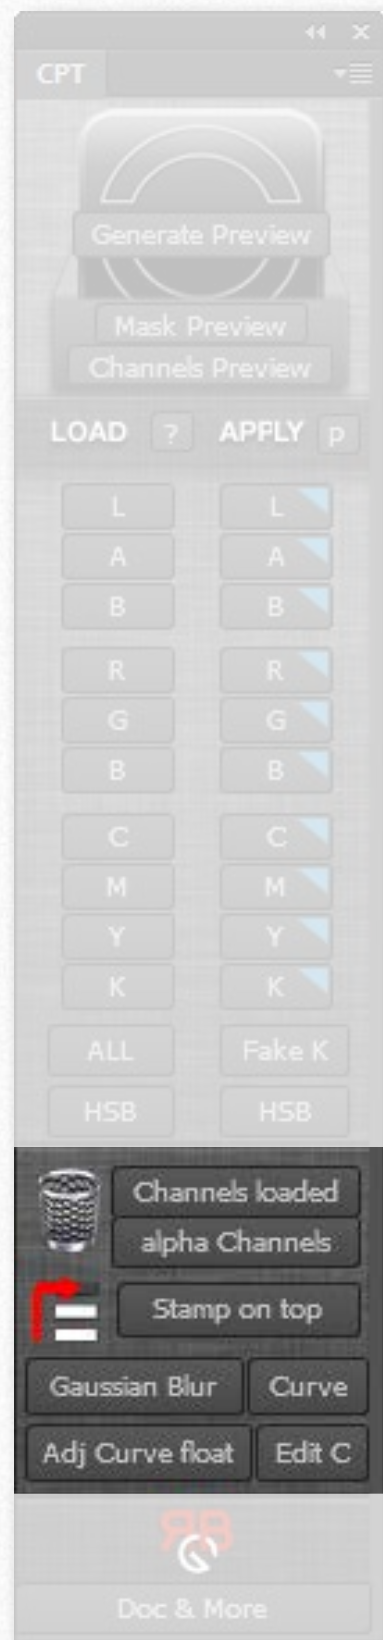 CPT
Generate Preview
Mask Preview
Channels Preview
LOAD ? APPLY p
L L
A A
B B
R R
G G
B B
C C
M M
Y Y
K K
ALL Fake K
HSB HSB
Channels loaded
alpha Channels
Stamp on top
Gaussian Blur Curve
Adj Curve float Edit C
RB
Doc & More